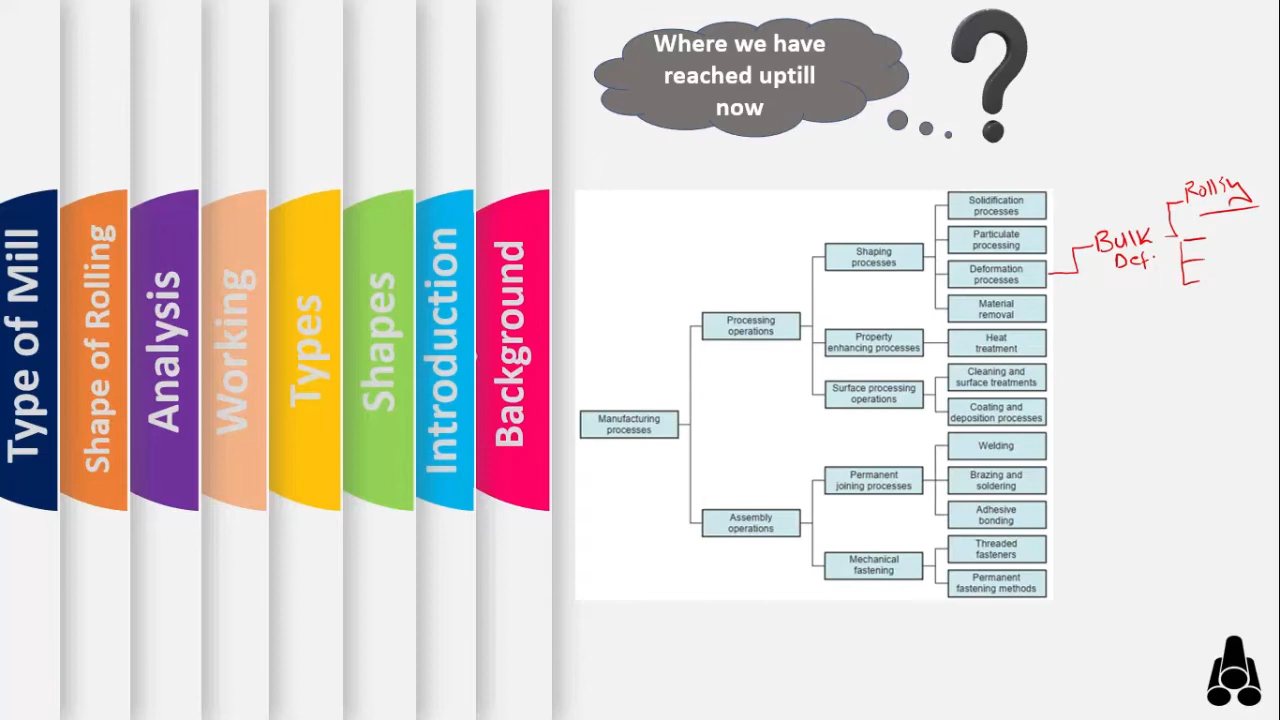 Where we have
reached uptill
now
Type of Mill
Shape of Rolling
Analysis
Working
Types
Shapes
Introduction
Background
Manufacturing
processes
Processing
operations
Assembly
operations
Shaping
processes
Property
enhancing processes
Surface processing
operations
Permanent
joining processes
Mechanical
fastening
Solidification
processes
Particulate
processing
Deformation
processes
Material
removal
Heat
treatment
Cleaning and
surface treatments
Coating and
deposition processes
Welding
Brazing and
soldering
Adhesive
bonding
Threaded
fasteners
Permanent
fastening methods
Bulk
Def.
Rolling